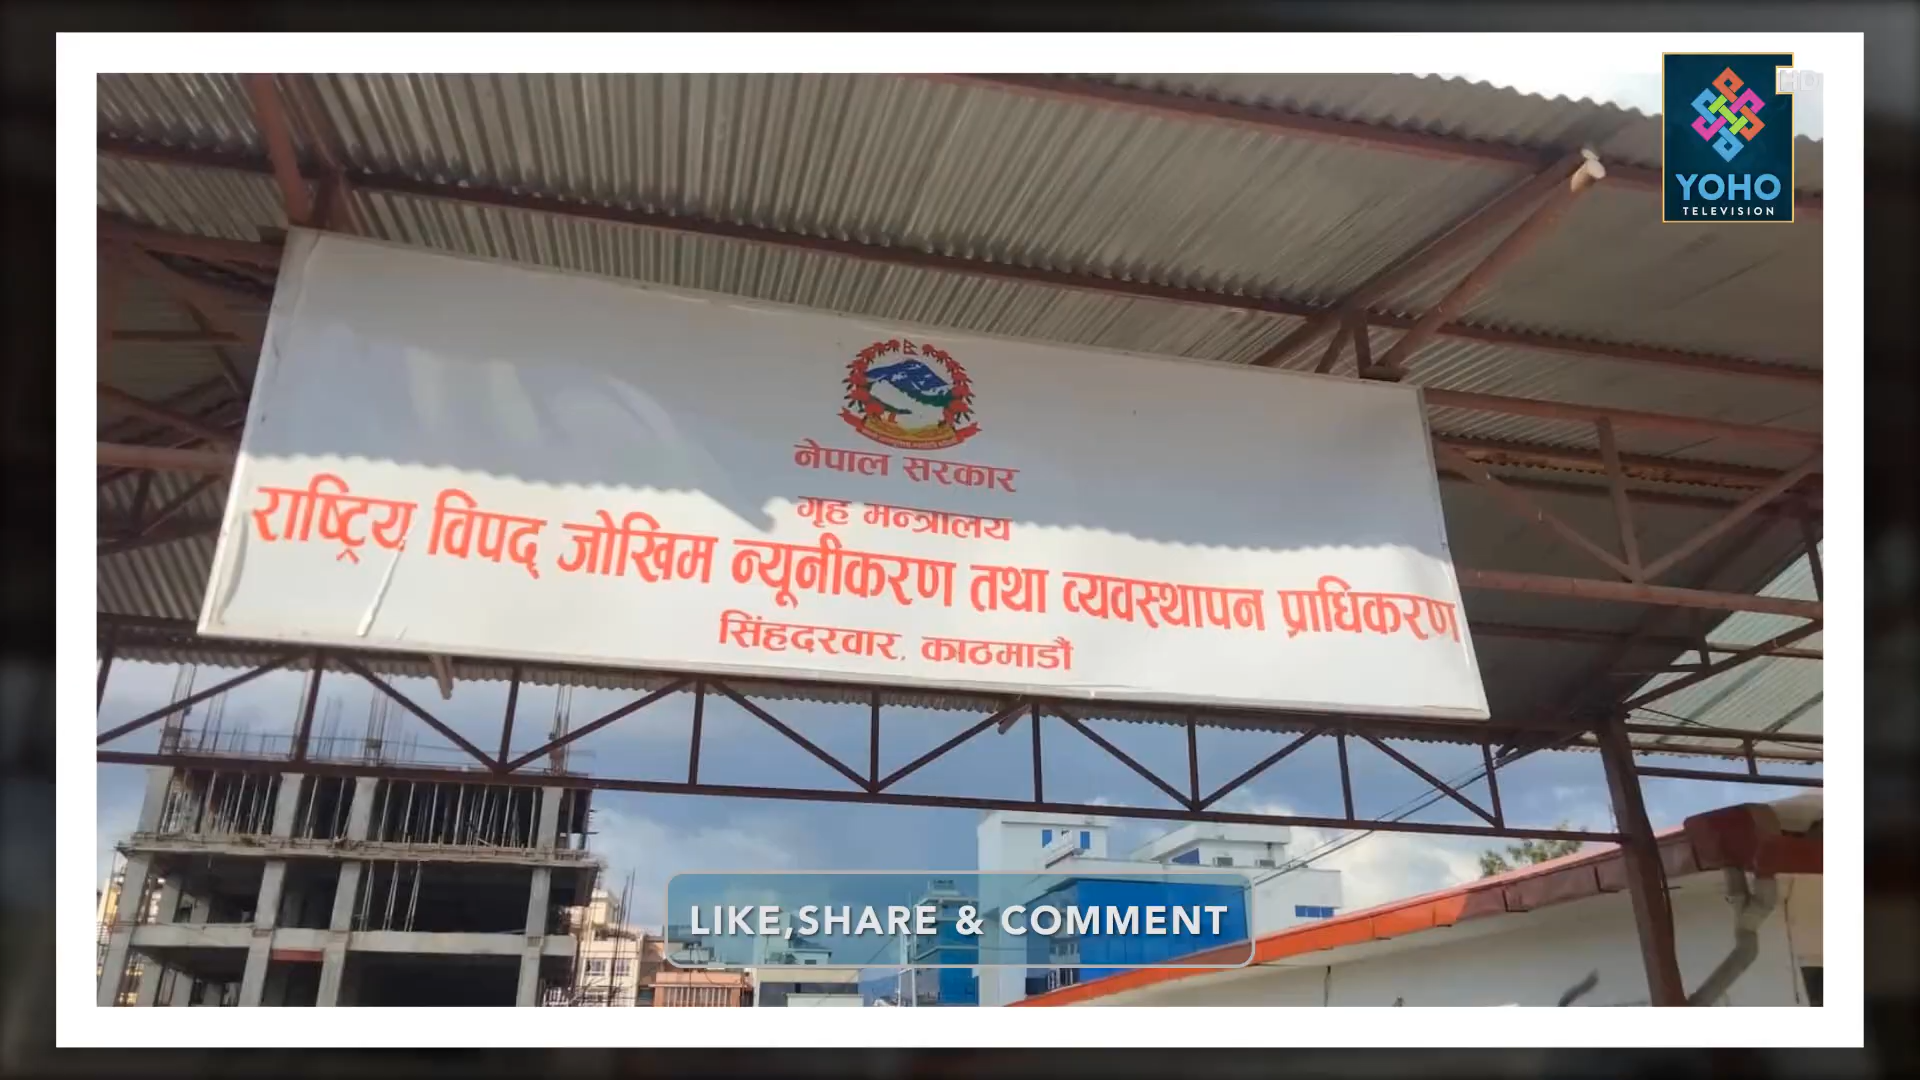 HD
YOHO
TELEVISION
नेपाल सरकार
गृह मन्त्रालय
राष्ट्रिय विपद् जोखिम न्यूनीकरण तथा व्यवस्थापन प्राधिकरण
सिंहदरवार, काठमाडौं
LIKE,SHARE & COMMENT